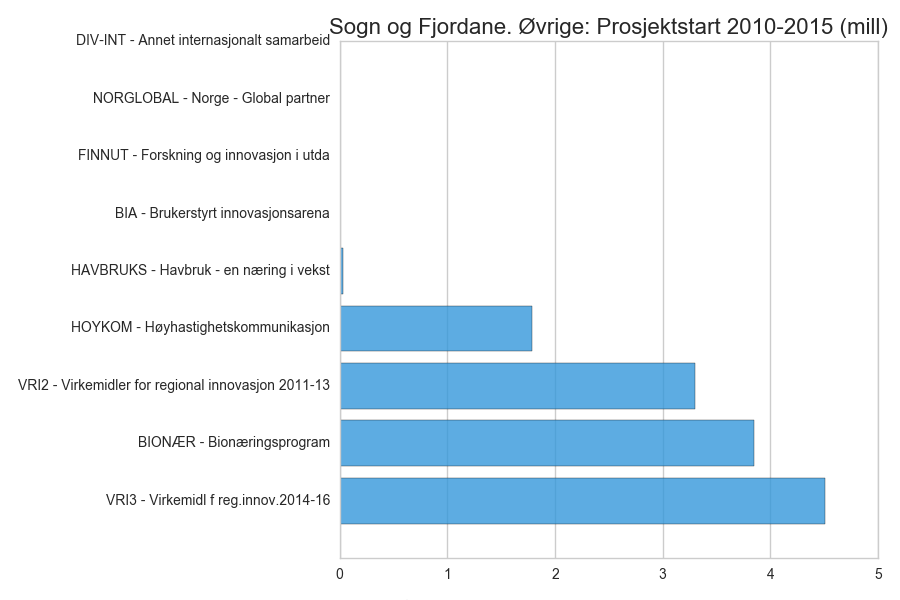 Sogn og Fjordane. Øvrige: Prosjektstart 2010-2015 (mill)
DIV-INT - Annet internasjonalt samarbeid
NORGLOBAL - Norge - Global partner
FINNUT - Forskning og innovasjon i utda
BIA - Brukerstyrt innovasjonsarena
HAVBRUKS - Havbruk - en næring i vekst
HOYKOM - Høyhastighetskommunikasjon
VRI2 - Virkemidler for regional innovasjon 2011-13
BIONÆR - Bionæringsprogram
VRI3 - Virkemidl f reg.innov.2014-16
0 1 2 3 4 5